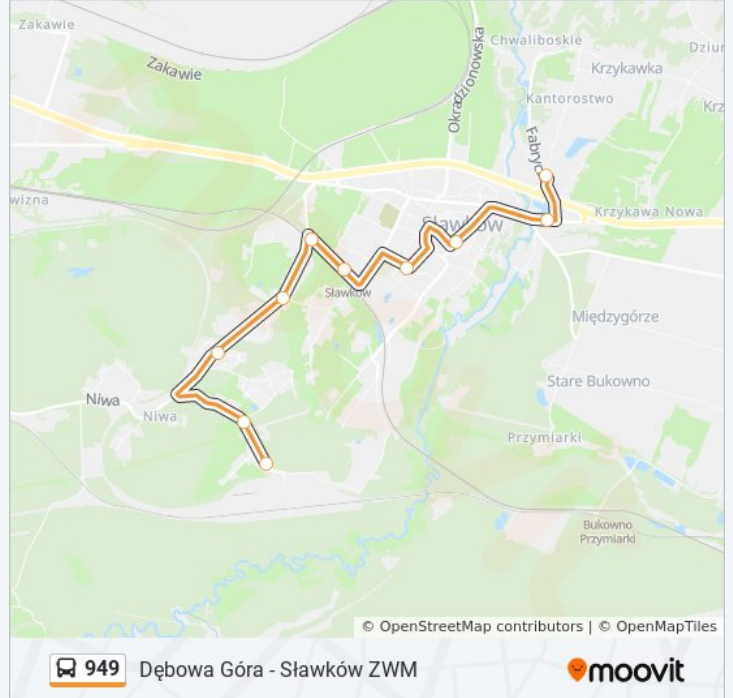 Zakawie
Chwaliboskie
Zakawie
Okradzionowska
Krzykawka
Kantorostwo
Krz
Fabryc
wizna
Krzykawa Nowa
Sławków
Sławków
Międzygórze
Stare Bukowno
Niwa
Niwa
Przymiarki
Bukowno
Przymiarki
© OpenStreetMap contributors | © OpenMapTiles
949 Dębowa Góra - Sławków ZWM
moovit